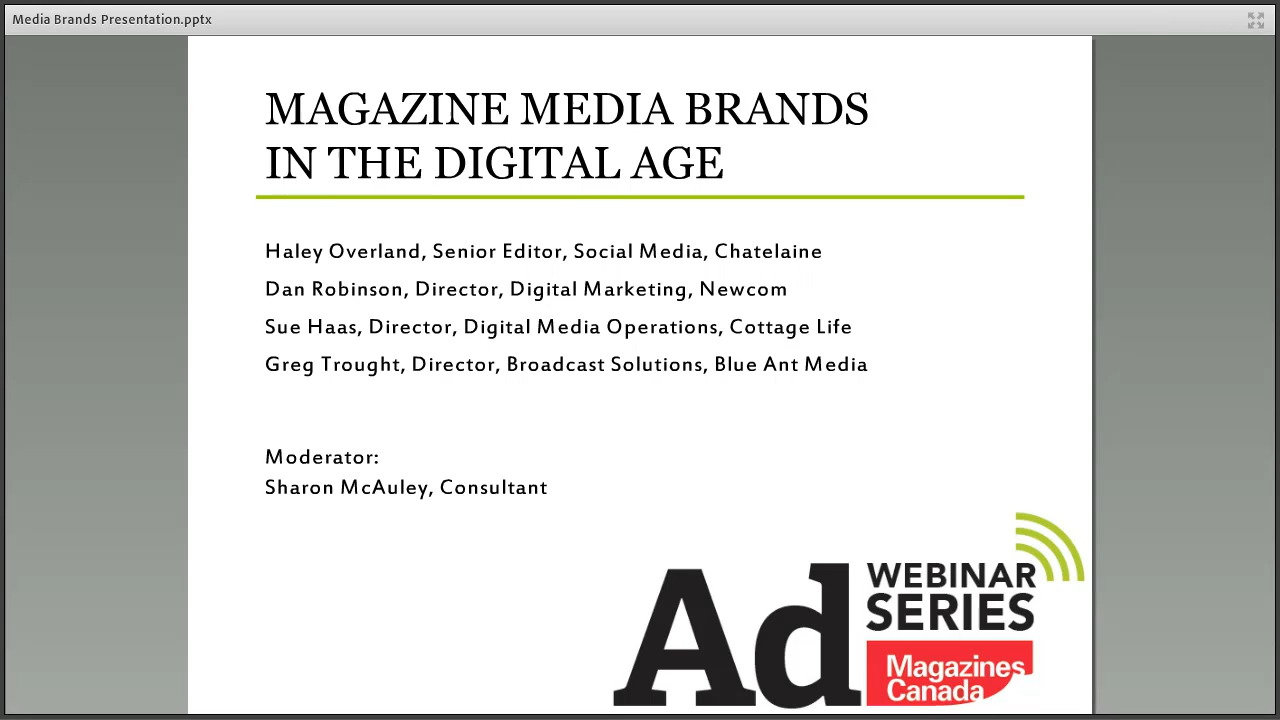 Media Brands Presentation.pptx
MAGAZINE MEDIA BRANDS
IN THE DIGITAL AGE
Haley Overland, Senior Editor, Social Media, Chatelaine
Dan Robinson, Director, Digital Marketing, Newcom
Sue Haas, Director, Digital Media Operations, Cottage Life
Greg Trought, Director, Broadcast Solutions, Blue Ant Media
Moderator:
Sharon McAuley, Consultant
Ad
WEBINAR
SERIES
Magazines
Canada